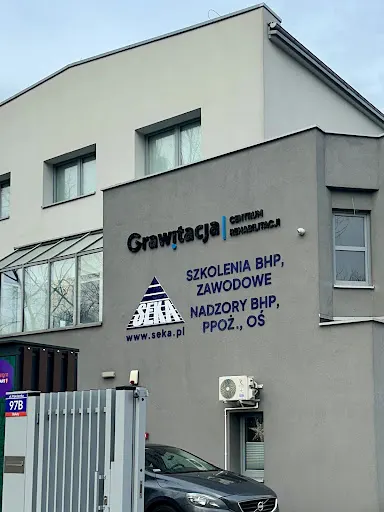 Grawitacja
CENTRUM
REHABILITACJI
SEKA
www.seka.pl
SZKOLENIA BHP,
ZAWODOWE
NADZORY BHP,
PPOŻ., OŚ
97B